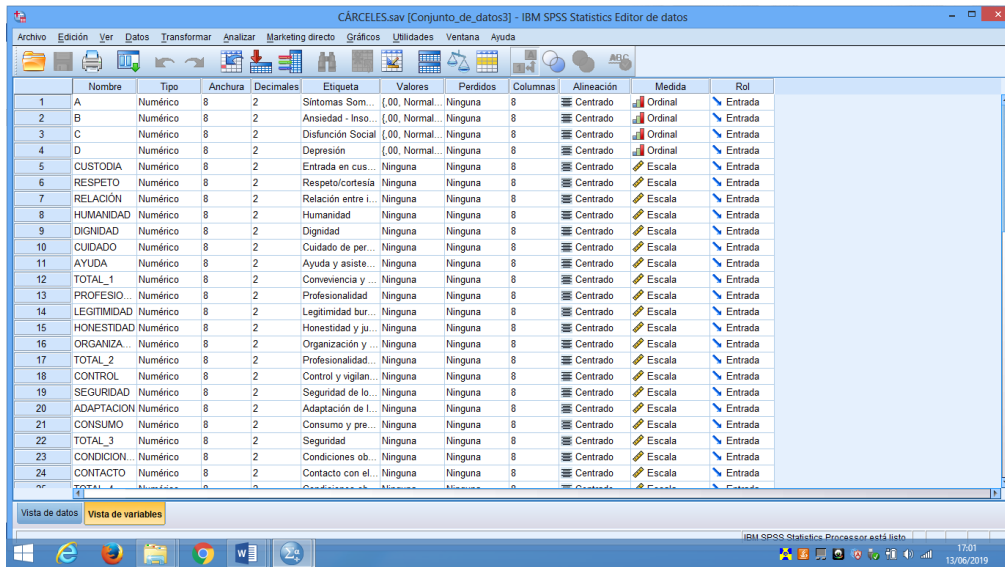 CÁRCELES.sav [Conjunto_de_datos3] - IBM SPSS Statistics Editor de datos
Archivo Edición Ver Datos Transformar Analizar Marketing directo Gráficos Utilidades Ventana Ayuda
Nombre Tipo Anchura Decimales Etiqueta Valores Perdidos Columnas Alineación Medida Rol
1 A Numérico 8 2 Síntomas Som... {,00, Normal... Ninguna 8 Centrado Ordinal Entrada
2 B Numérico 8 2 Ansiedad - Inso... {,00, Normal... Ninguna 8 Centrado Ordinal Entrada
3 C Numérico 8 2 Disfunción Social {,00, Normal... Ninguna 8 Centrado Ordinal Entrada
4 D Numérico 8 2 Depresión {,00, Normal... Ninguna 8 Centrado Ordinal Entrada
5 CUSTODIA Numérico 8 2 Entrada en cus... Ninguna Ninguna 8 Centrado Escala Entrada
6 RESPETO Numérico 8 2 Respeto/cortesía Ninguna Ninguna 8 Centrado Escala Entrada
7 RELACIÓN Numérico 8 2 Relación entre i... Ninguna Ninguna 8 Centrado Escala Entrada
8 HUMANIDAD Numérico 8 2 Humanidad Ninguna Ninguna 8 Centrado Escala Entrada
9 DIGNIDAD Numérico 8 2 Dignidad Ninguna Ninguna 8 Centrado Escala Entrada
10 CUIDADO Numérico 8 2 Cuidado de per... Ninguna Ninguna 8 Centrado Escala Entrada
11 AYUDA Numérico 8 2 Ayuda y asiste... Ninguna Ninguna 8 Centrado Escala Entrada
12 TOTAL_1 Numérico 8 2 Conveviencia y ... Ninguna Ninguna 8 Centrado Escala Entrada
13 PROFESIO... Numérico 8 2 Profesionalidad Ninguna Ninguna 8 Centrado Escala Entrada
14 LEGITIMIDAD Numérico 8 2 Legitimidad bur... Ninguna Ninguna 8 Centrado Escala Entrada
15 HONESTIDAD Numérico 8 2 Honestidad y ju... Ninguna Ninguna 8 Centrado Escala Entrada
16 ORGANIZA... Numérico 8 2 Organización y ... Ninguna Ninguna 8 Centrado Escala Entrada
17 TOTAL_2 Numérico 8 2 Profesionalidad... Ninguna Ninguna 8 Centrado Escala Entrada
18 CONTROL Numérico 8 2 Control y vigilan... Ninguna Ninguna 8 Centrado Escala Entrada
19 SEGURIDAD Numérico 8 2 Seguridad de lo... Ninguna Ninguna 8 Centrado Escala Entrada
20 ADAPTACION Numérico 8 2 Adaptación de l... Ninguna Ninguna 8 Centrado Escala Entrada
21 CONSUMO Numérico 8 2 Consumo y pre... Ninguna Ninguna 8 Centrado Escala Entrada
22 TOTAL_3 Numérico 8 2 Seguridad Ninguna Ninguna 8 Centrado Escala Entrada
23 CONDICION... Numérico 8 2 Condiciones ob... Ninguna Ninguna 8 Centrado Escala Entrada
24 CONTACTO Numérico 8 2 Contacto con el... Ninguna Ninguna 8 Centrado Escala Entrada
Vista de datos Vista de variables
IBM SPSS Statistics Processor está listo
17:01
13/06/2019